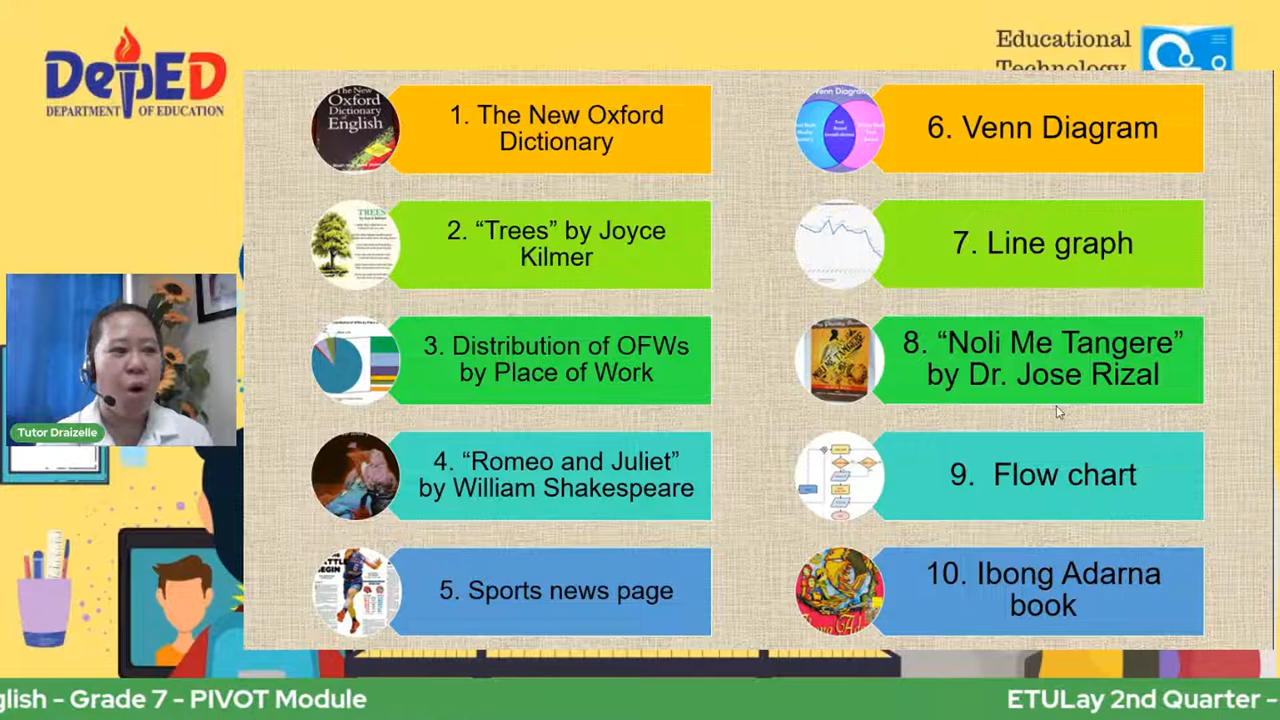 DepED
DEPARTMENT OF EDUCATION
Educational
Technology
The New
Oxford
Dictionary
English
1. The New Oxford
Dictionary
TREES
2. “Trees” by Joyce
Kilmer
3. Distribution of OFWs
by Place of Work
4. “Romeo and Juliet”
by William Shakespeare
BEGIN
5. Sports news page
Venn Diagram
6. Venn Diagram
7. Line graph
8. “Noli Me Tangere”
by Dr. Jose Rizal
9. Flow chart
10. Ibong Adarna
book
Tutor Draizelle
glish - Grade 7 - PIVOT Module
ETULay 2nd Quarter -